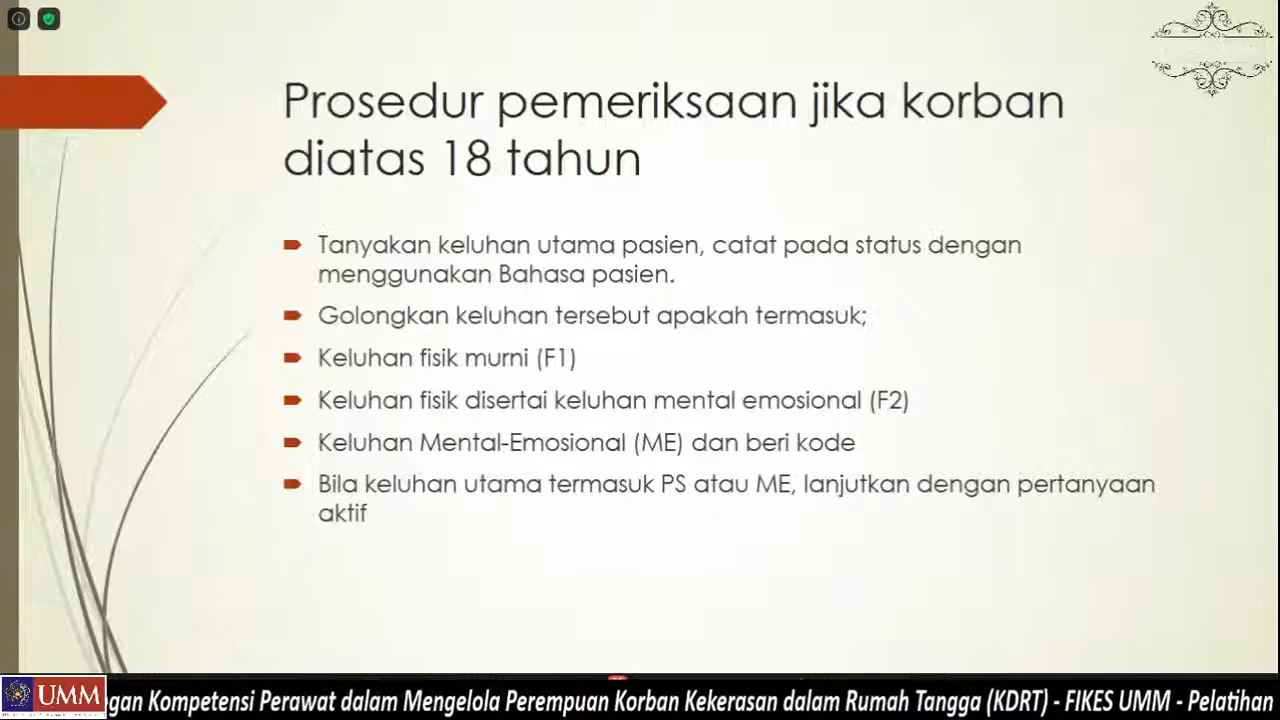 Prosedur pemeriksaan jika korban
diatas 18 tahun
Tanyakan keluhan utama pasien, catat pada status dengan
menggunakan Bahasa pasien.
Golongkan keluhan tersebut apakah termasuk;
Keluhan fisik murni (F1)
Keluhan fisik disertai keluhan mental emosional (F2)
Keluhan Mental-Emosional (ME) dan beri kode
Bila keluhan utama termasuk PS atau ME, lanjutkan dengan pertanyaan
aktif
UMM
gan Kompetensi Perawat dalam Mengelola Perempuan Korban Kekerasan dalam Rumah Tangga (KDRT) - FIKES UMM - Pelatihan